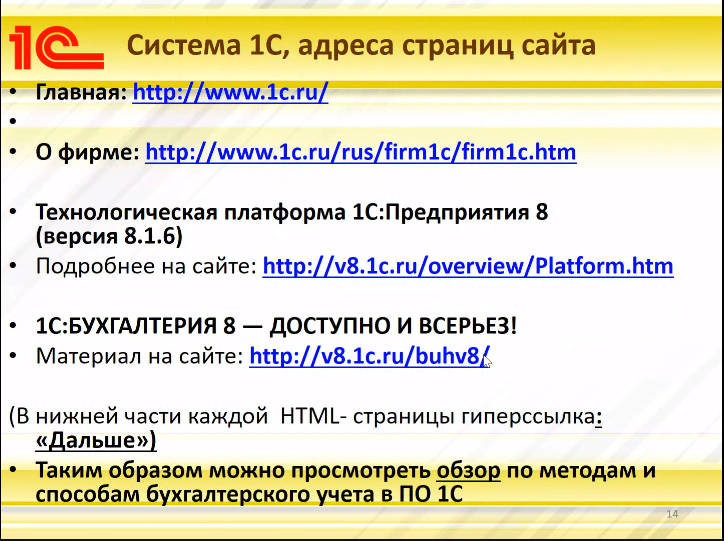 1С
Система 1С, адреса страниц сайта
• Главная: http://www.1c.ru/
•
• О фирме: http://www.1c.ru/rus/firm1c/firm1c.htm
• Технологическая платформа 1С:Предприятия 8
(версия 8.1.6)
• Подробнее на сайте: http://v8.1c.ru/overview/Platform.htm
• 1С:БУХГАЛТЕРИЯ 8 — ДОСТУПНО И ВСЕРЬЕЗ!
• Материал на сайте: http://v8.1c.ru/buhv8/
(В нижней части каждой HTML- страницы гиперссылка:
«Дальше»)
• Таким образом можно просмотреть обзор по методам и
способам бухгалтерского учета в ПО 1С
14